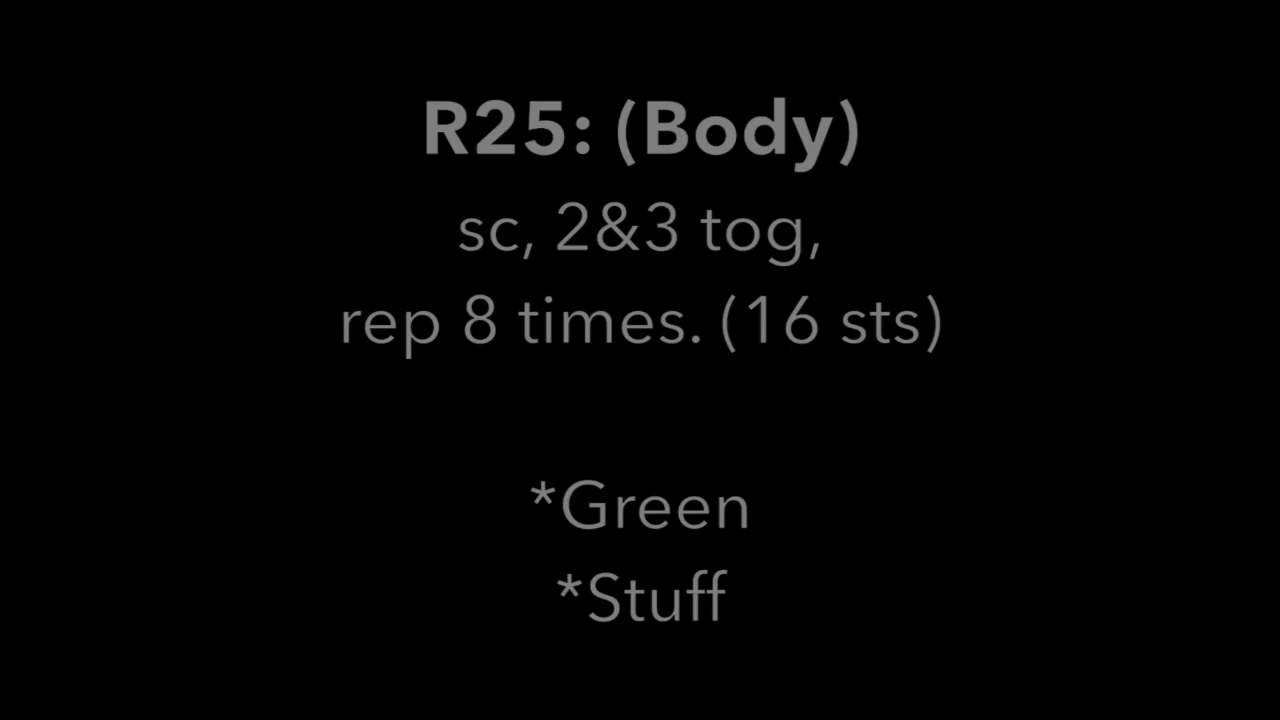 R25: (Body)
sc, 2&3 tog,
rep 8 times. (16 sts)
*Green
*Stuff